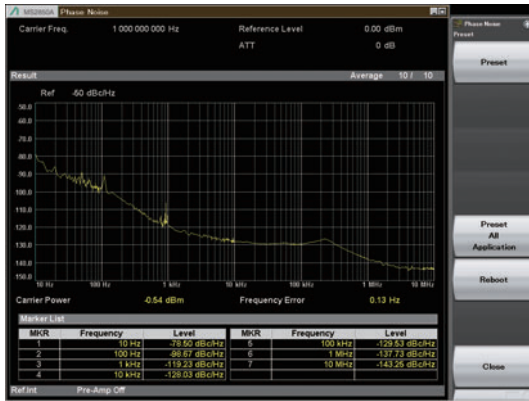 MS2850A Phase Noise
Carrier Freq. 1 000 000 000 Hz Reference Level 0.00 dBm
ATT 0 dB
Result Average 10 / 10
Ref -50 dBc/Hz
-50.0
-60.0
-70.0
-80.0
-90.0
100.0
110.0
120.0
130.0
140.0
150.0
10 Hz 100 Hz 1 kHz 10 kHz 100 kHz 1 MHz 10 MHz
Carrier Power -0.54 dBm Frequency Error 0.13 Hz
Marker List
MKR Frequency Level MKR Frequency Level
1 10 Hz -78.50 dBc/Hz 5 100 kHz -129.53 dBc/Hz
2 100 Hz -98.67 dBc/Hz 6 1 MHz -137.73 dBc/Hz
3 1 kHz -119.23 dBc/Hz 7 10 MHz -143.25 dBc/Hz
4 10 kHz -128.03 dBc/Hz
Ref.Int Pre-Amp Off
Phase Noise
Preset
Preset
Preset
All
Application
Reboot
Close